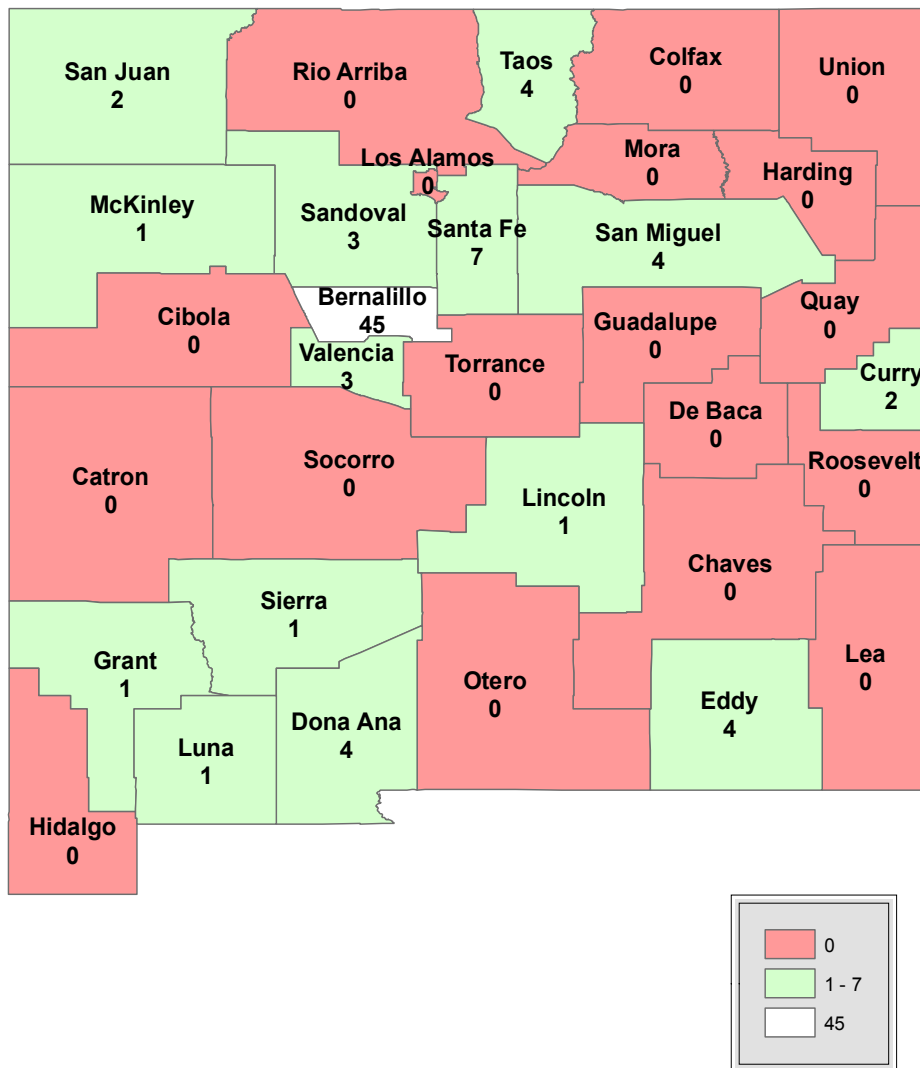 San Juan
2
Rio Arriba
0
Taos
4
Colfax
0
Union
0
Los Alamos
0
Mora
0
Harding
0
McKinley
1
Sandoval
3
Santa Fe
7
San Miguel
4
Bernalillo
45
Cibola
0
Valencia
3
Torrance
0
Guadalupe
0
Quay
0
Curry
2
De Baca
0
Roosevelt
0
Catron
0
Socorro
0
Lincoln
1
Chaves
0
Sierra
1
Grant
1
Luna
1
Dona Ana
4
Otero
0
Eddy
4
Lea
0
Hidalgo
0
0
1 - 7
45